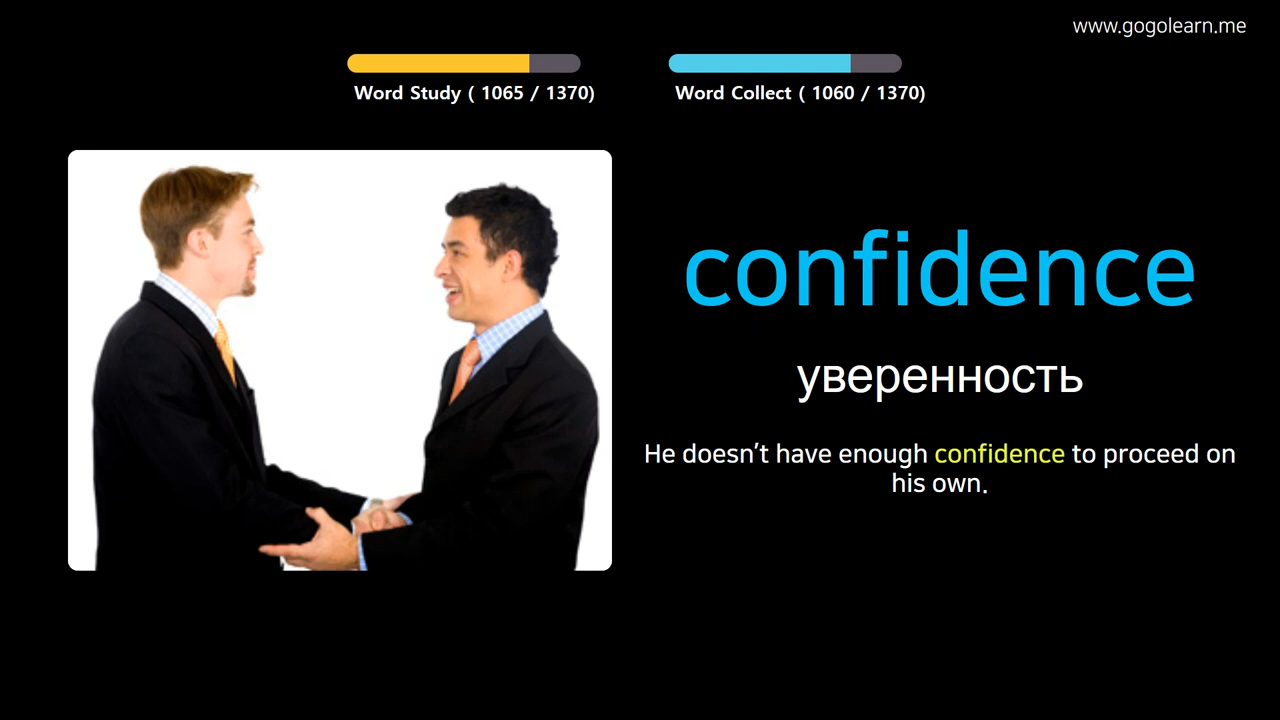 www.gogolearn.me
Word Study ( 1065 / 1370)
Word Collect ( 1060 / 1370)
confidence
уверенность
He doesn’t have enough confidence to proceed on
his own.